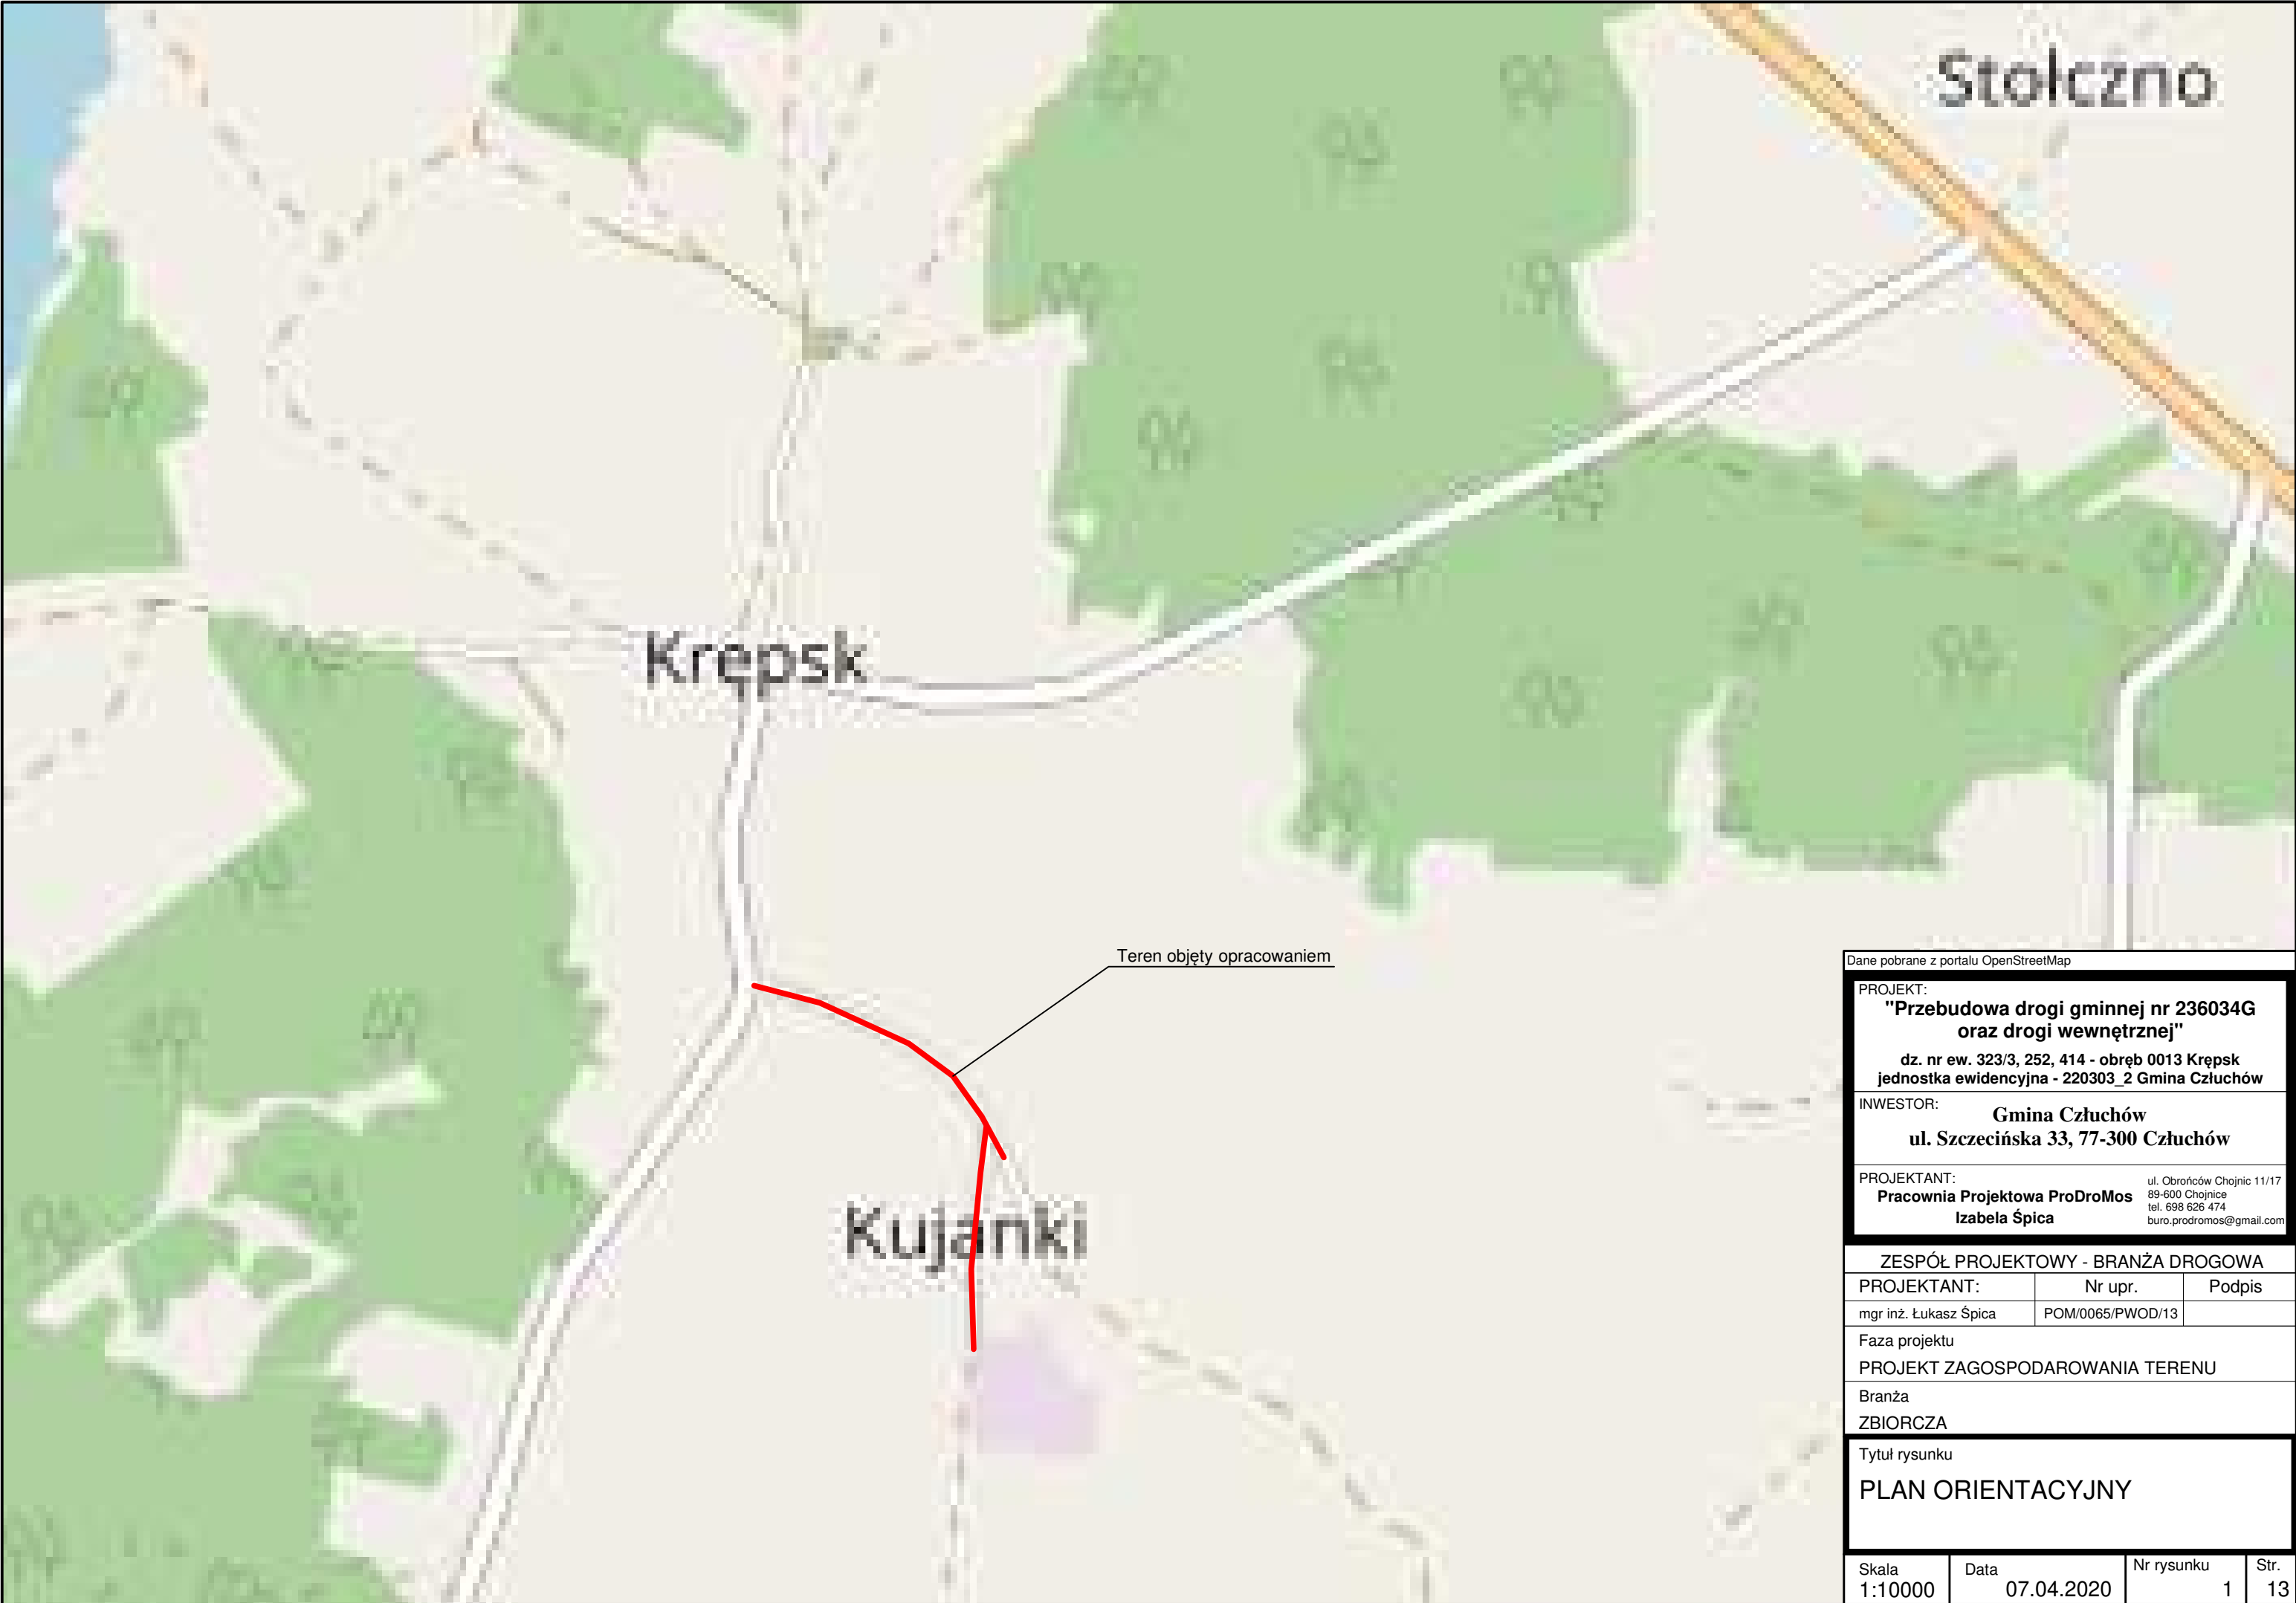 Stołczno
Krępsk
Teren objęty opracowaniem
Kujanki
Dane pobrane z portalu OpenStreetMap
PROJEKT:
"Przebudowa drogi gminnej nr 236034G
oraz drogi wewnętrznej"
dz. nr ew. 323/3, 252, 414 - obręb 0013 Krępsk
jednostka ewidencyjna - 220303_2 Gmina Człuchów
INWESTOR:
Gmina Człuchów
ul. Szczecińska 33, 77-300 Człuchów
PROJEKTANT:
Pracownia Projektowa ProDroMos
Izabela Śpica
ul. Obrońców Chojnic 11/17
89-600 Chojnice
tel. 698 626 474
buro.prodromos@gmail.com
ZESPÓŁ PROJEKTOWY - BRANŻA DROGOWA
PROJEKTANT: Nr upr. Podpis
mgr inż. Łukasz Śpica POM/0065/PWOD/13
Faza projektu
PROJEKT ZAGOSPODAROWANIA TERENU
Branża
ZBIORCZA
Tytuł rysunku
PLAN ORIENTACYJNY
Skala Data Nr rysunku Str.
1:10000 07.04.2020 1 13